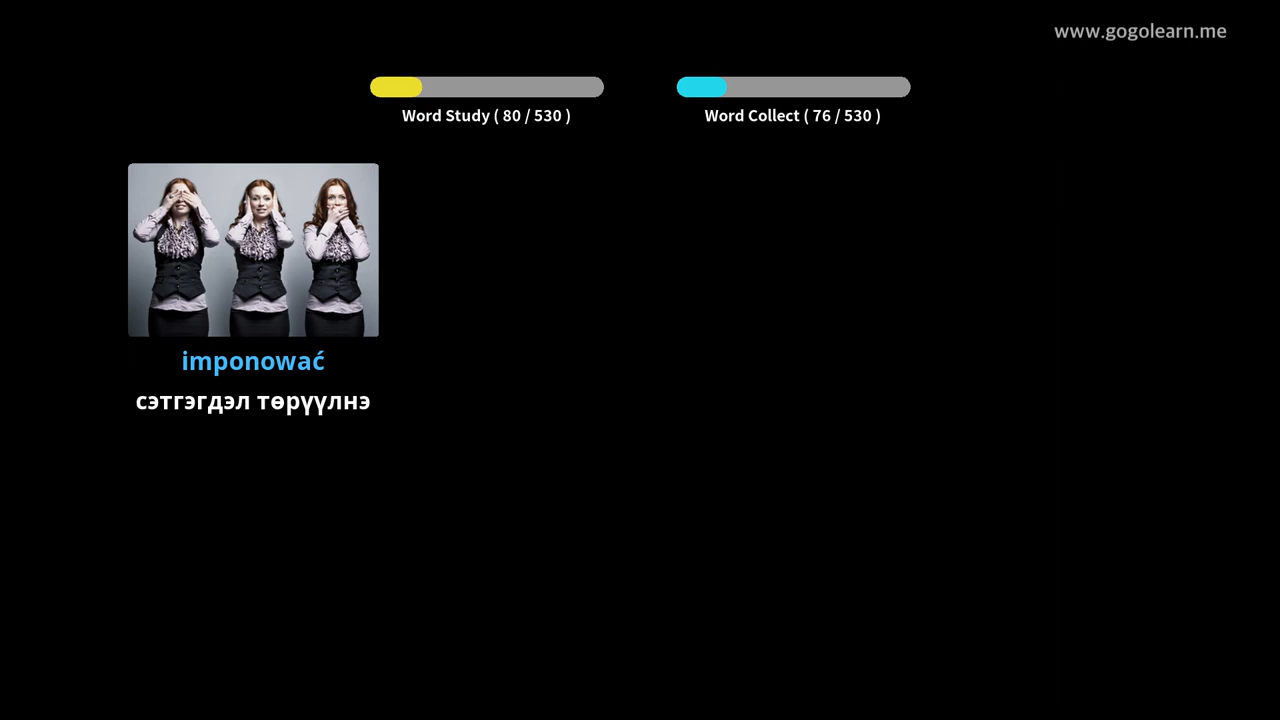 www.gogolearn.me
Word Study ( 80 / 530 )
Word Collect ( 76 / 530 )
imponować
сэтгэгдэл төрүүлнэ